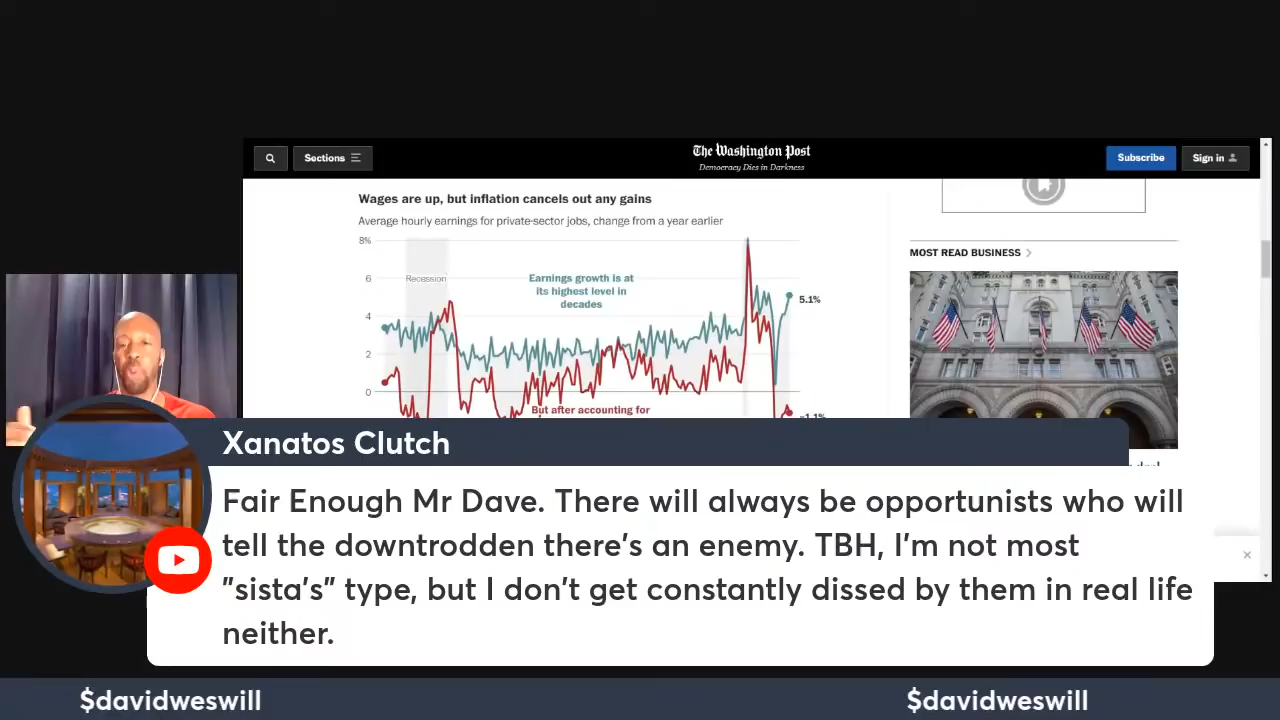 Sections
The Washington Post
Democracy Dies in Darkness
Subscribe
Sign in
Wages are up, but inflation cancels out any gains
Average hourly earnings for private-sector jobs, change from a year earlier
8%
6
4
2
0
Recession
Earnings growth is at
its highest level in
decades
5.1%
But after accounting for
MOST READ BUSINESS
Xanatos Clutch
Fair Enough Mr Dave. There will always be opportunists who will
tell the downtrodden there's an enemy. TBH, I'm not most
"sista's" type, but I don't get constantly dissed by them in real life
neither.
$davidweswill
$davidweswill